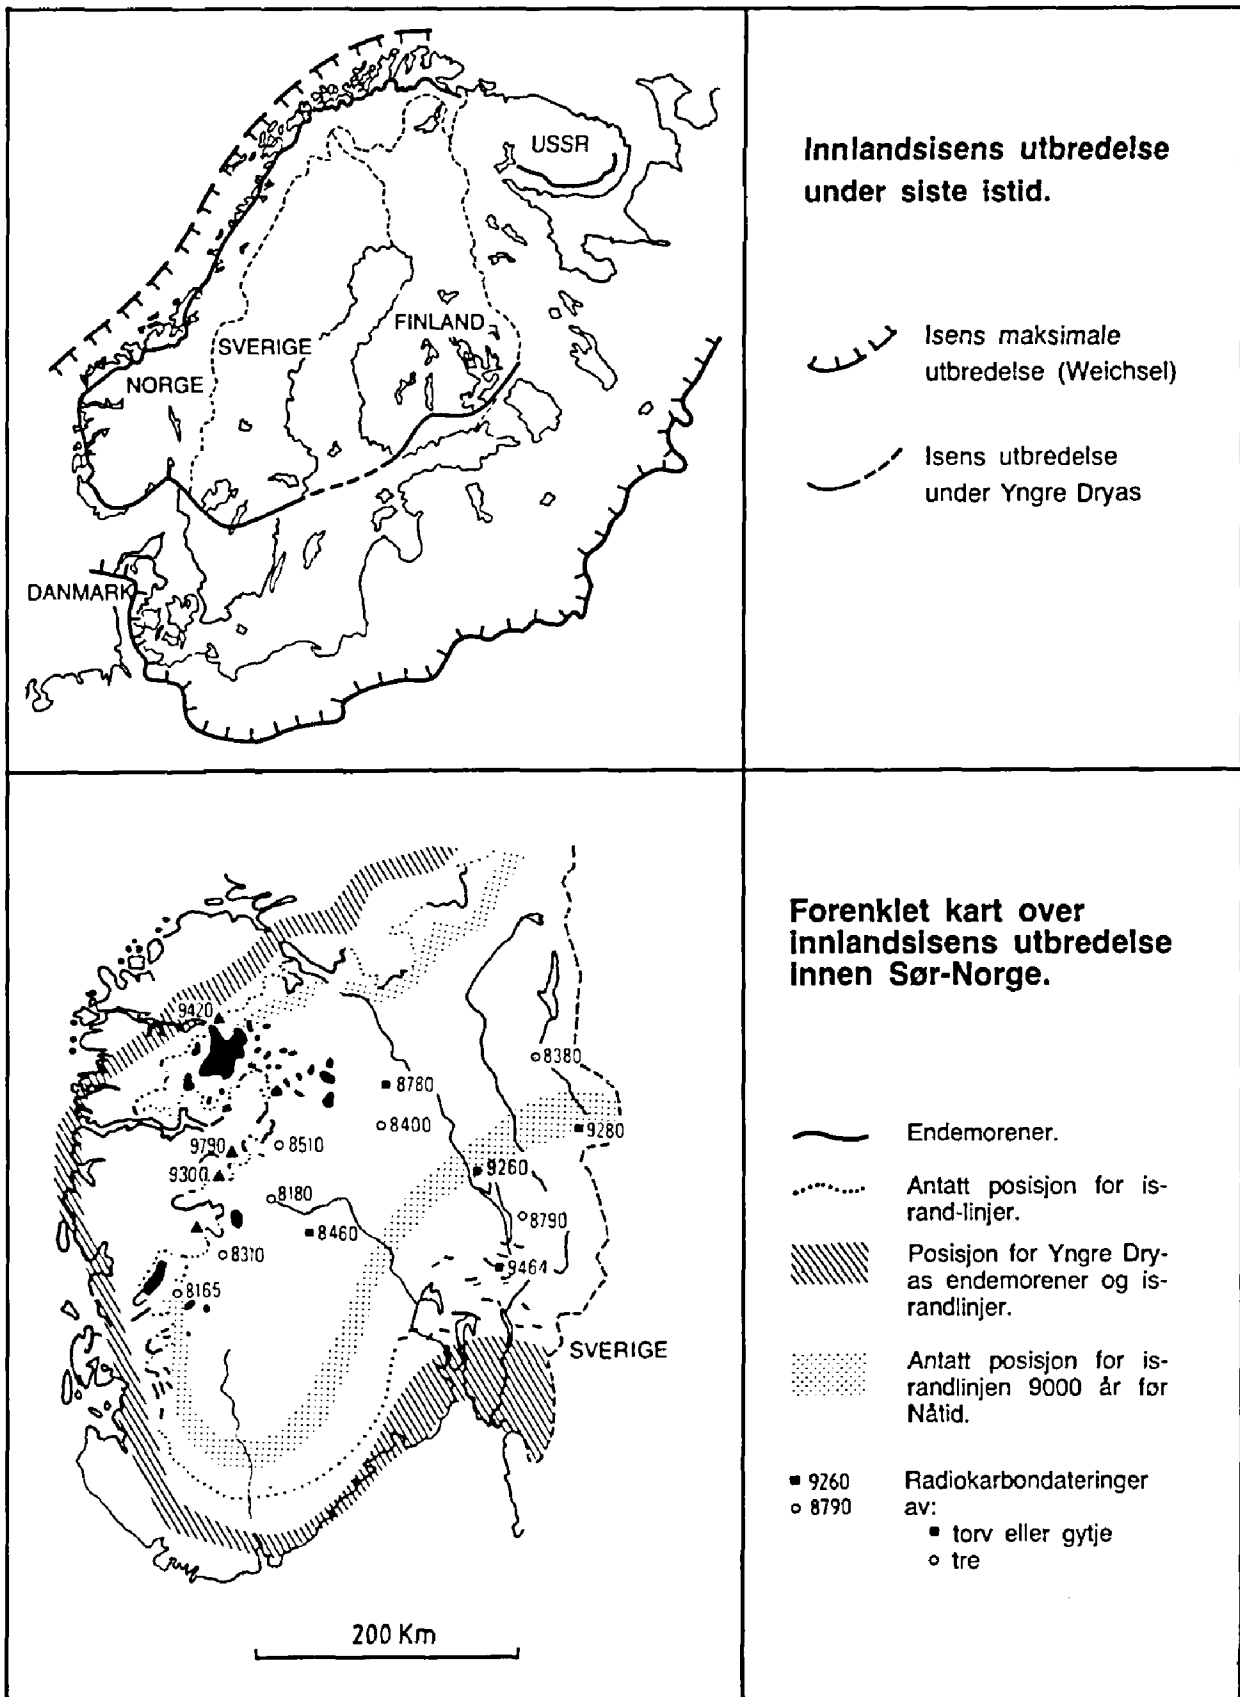 USSR
FINLAND
SVERIGE
NORGE
DANMARK
Innlandsisens utbredelse
under siste istid.
Isens maksimale
utbredelse (Weichsel)
Isens utbredelse
under Yngre Dryas
9420
8380
8780
8400
9280
9790
8510
9260
9300
8180
8790
8460
8310
9464
8165
SVERIGE
200 Km
Forenklet kart over
innlandsisens utbredelse
innen Sør-Norge.
Endemorener.
Antatt posisjon for is-
rand-linjer.
Posisjon for Yngre Dry-
as endemorener og is-
randlinjer.
Antatt posisjon for is-
randlinjen 9000 år før
Nåtid.
■ 9260 Radiokarbondateringer
○ 8790 av:
■ torv eller gytje
○ tre